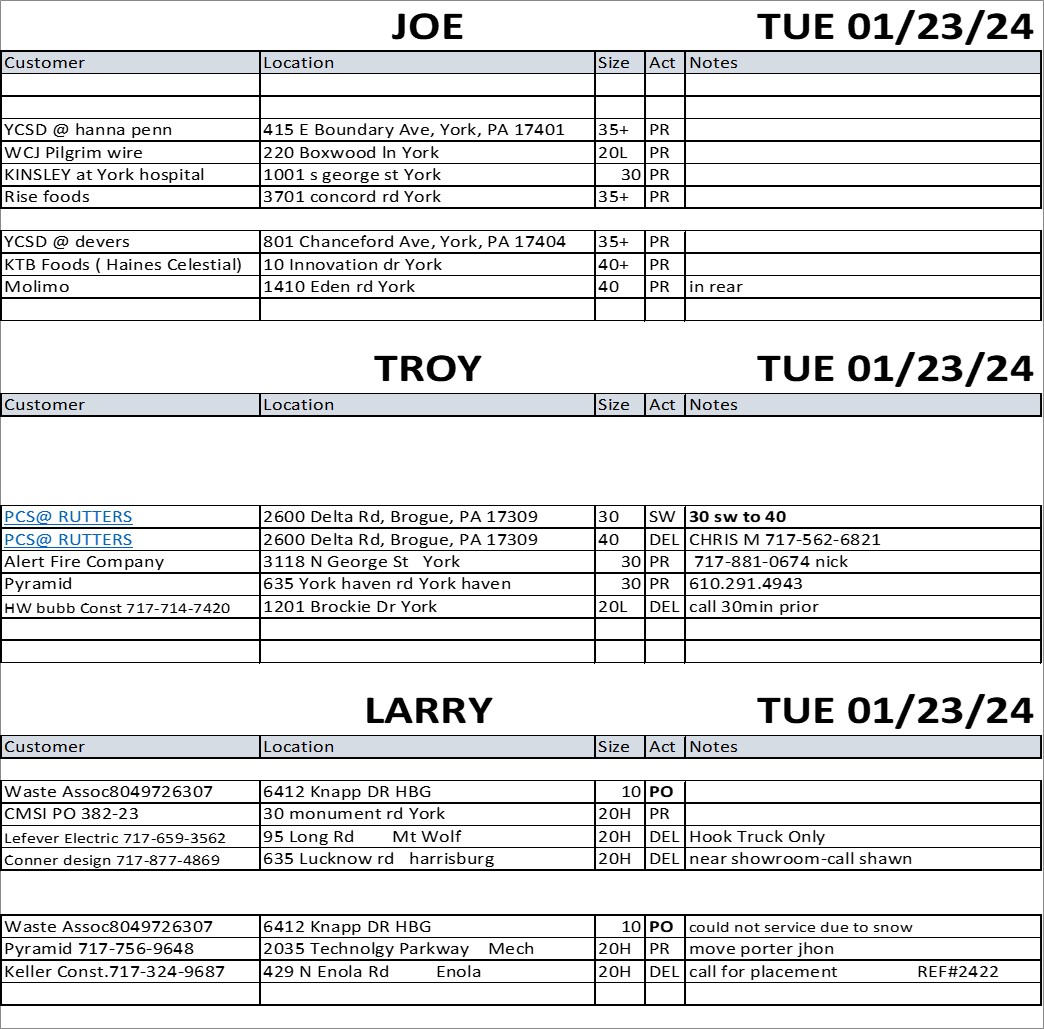 JOE TUE 01/23/24
Customer Location Size Act Notes
YCSD @ hanna penn 415 E Boundary Ave, York, PA 17401 35+ PR
WCJ Pilgrim wire 220 Boxwood ln York 20L PR
KINSLEY at York hospital 1001 s george st York 30 PR
Rise foods 3701 concord rd York 35+ PR
YCSD @ devers 801 Chanceford Ave, York, PA 17404 35+ PR
KTB Foods ( Haines Celestial) 10 Innovation dr York 40+ PR
Molimo 1410 Eden rd York 40 PR in rear
TROY TUE 01/23/24
Customer Location Size Act Notes
PCS@ RUTTERS 2600 Delta Rd, Brogue, PA 17309 30 SW 30 sw to 40
PCS@ RUTTERS 2600 Delta Rd, Brogue, PA 17309 40 DEL CHRIS M 717-562-6821
Alert Fire Company 3118 N George St York 30 PR 717-881-0674 nick
Pyramid 635 York haven rd York haven 30 PR 610.291.4943
HW bubb Const 717-714-7420 1201 Brockie Dr York 20L DEL call 30min prior
LARRY TUE 01/23/24
Customer Location Size Act Notes
Waste Assoc8049726307 6412 Knapp DR HBG 10 PO
CMSI PO 382-23 30 monument rd York 20H PR
Lefever Electric 717-659-3562 95 Long Rd Mt Wolf 20H DEL Hook Truck Only
Conner design 717-877-4869 635 Lucknow rd harrisburg 20H DEL near showroom-call shawn
Waste Assoc8049726307 6412 Knapp DR HBG 10 PO could not service due to snow
Pyramid 717-756-9648 2035 Technolgy Parkway Mech 20H PR move porter jhon
Keller Const.717-324-9687 429 N Enola Rd Enola 20H DEL call for placement REF#2422